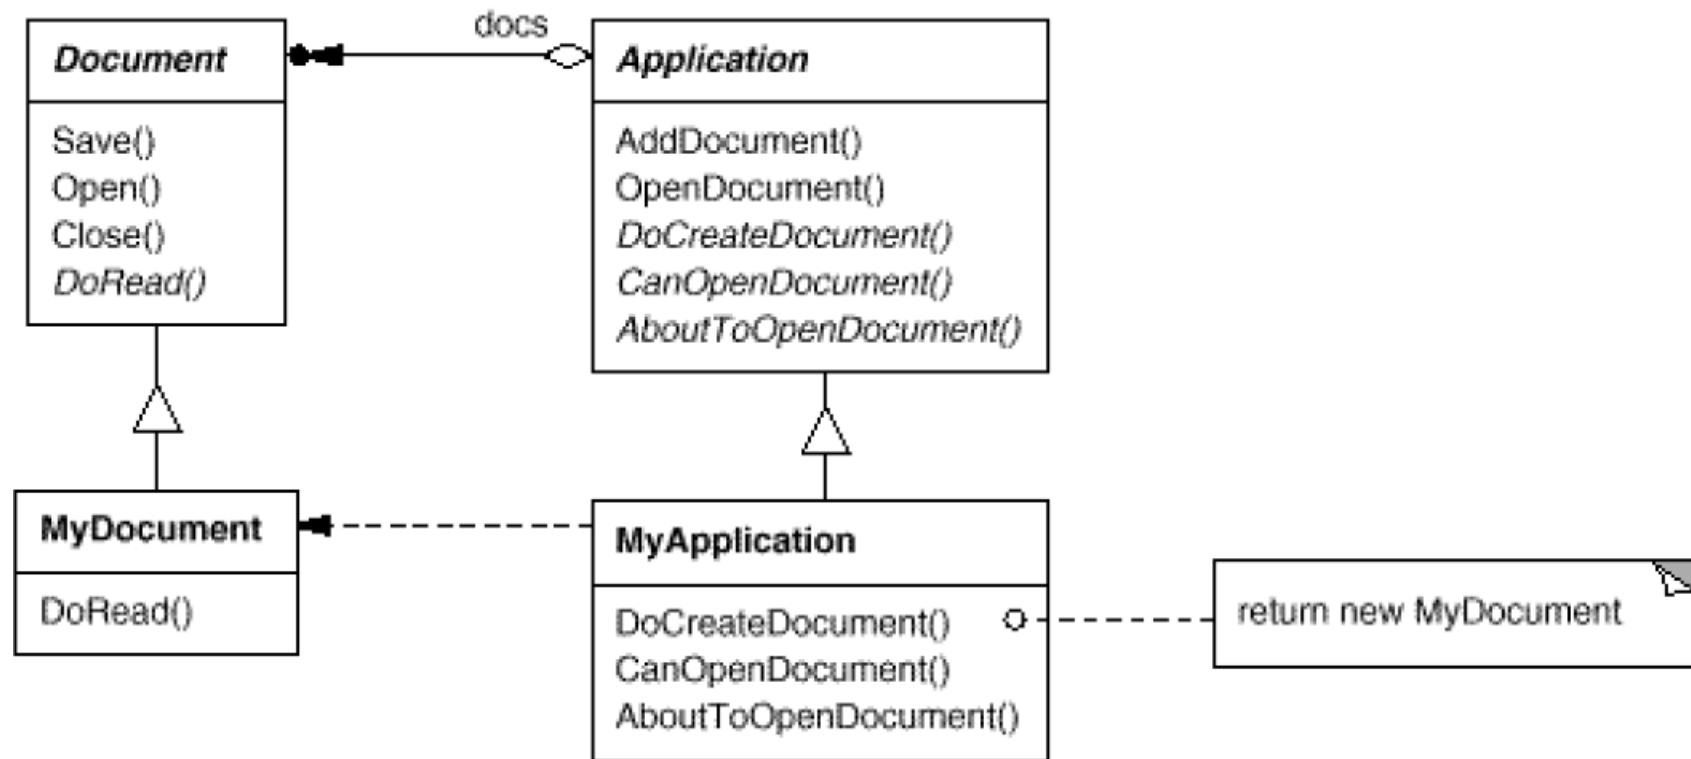 docs
Document
Save()
Open()
Close()
DoRead()
Application
AddDocument()
OpenDocument()
DoCreateDocument()
CanOpenDocument()
AboutToOpenDocument()
MyDocument
DoRead()
MyApplication
DoCreateDocument()
CanOpenDocument()
AboutToOpenDocument()
return new MyDocument